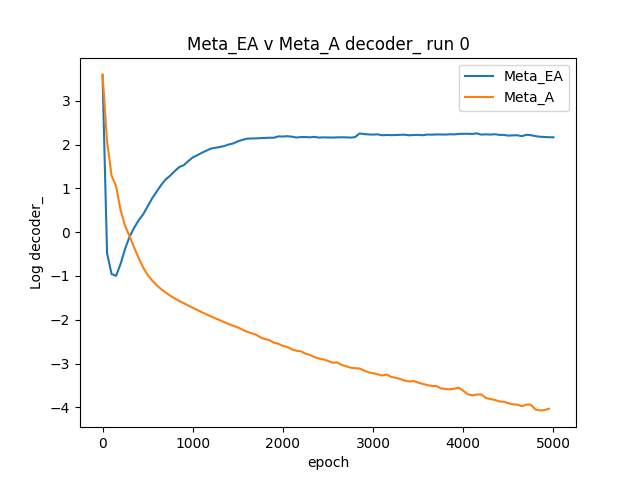 Meta_EA v Meta_A decoder_ run 0
Meta_EA
Meta_A
Log decoder_
3
2
1
0
−1
−2
−3
−4
0
1000
2000
3000
4000
5000
epoch